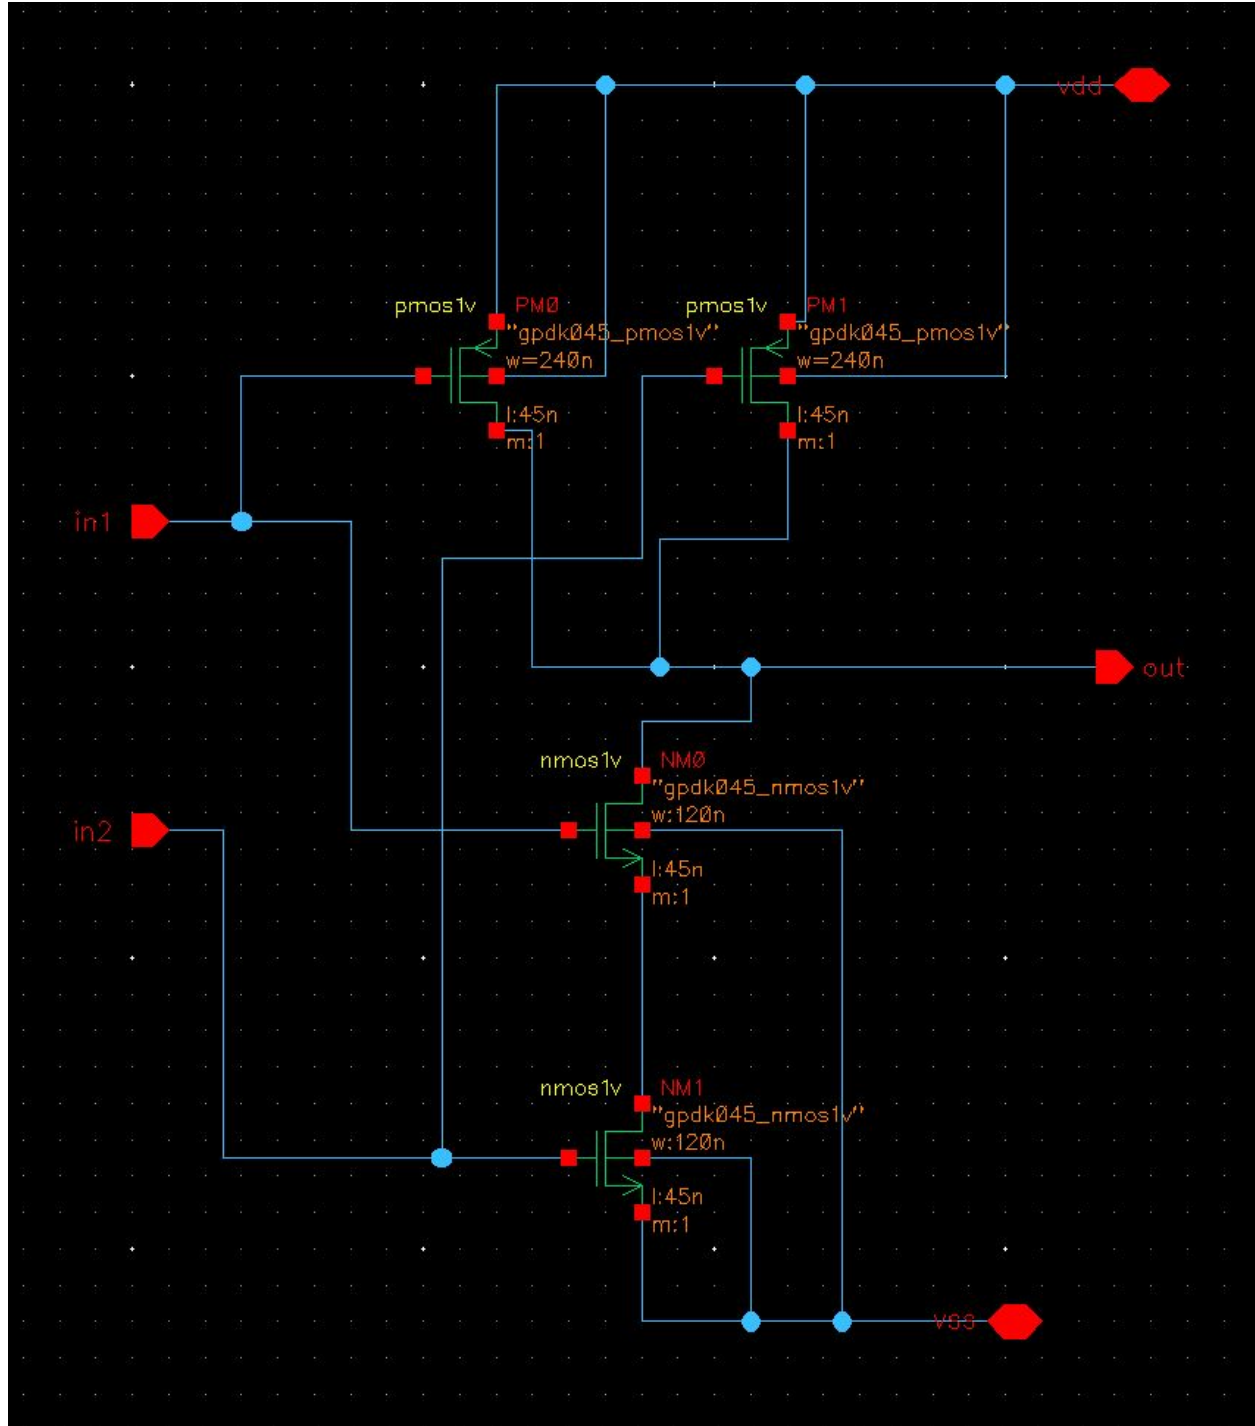 vdd
pmos1v PM0
"gpdk045_pmos1v"
w=240n
l:45n
m:1
pmos1v PM1
"gpdk045_pmos1v"
w=240n
l:45n
m:1
in1
out
nmos1v NM0
"gpdk045_nmos1v"
w:120n
l:45n
m:1
in2
nmos1v NM1
"gpdk045_nmos1v"
w:120n
l:45n
m:1
vss